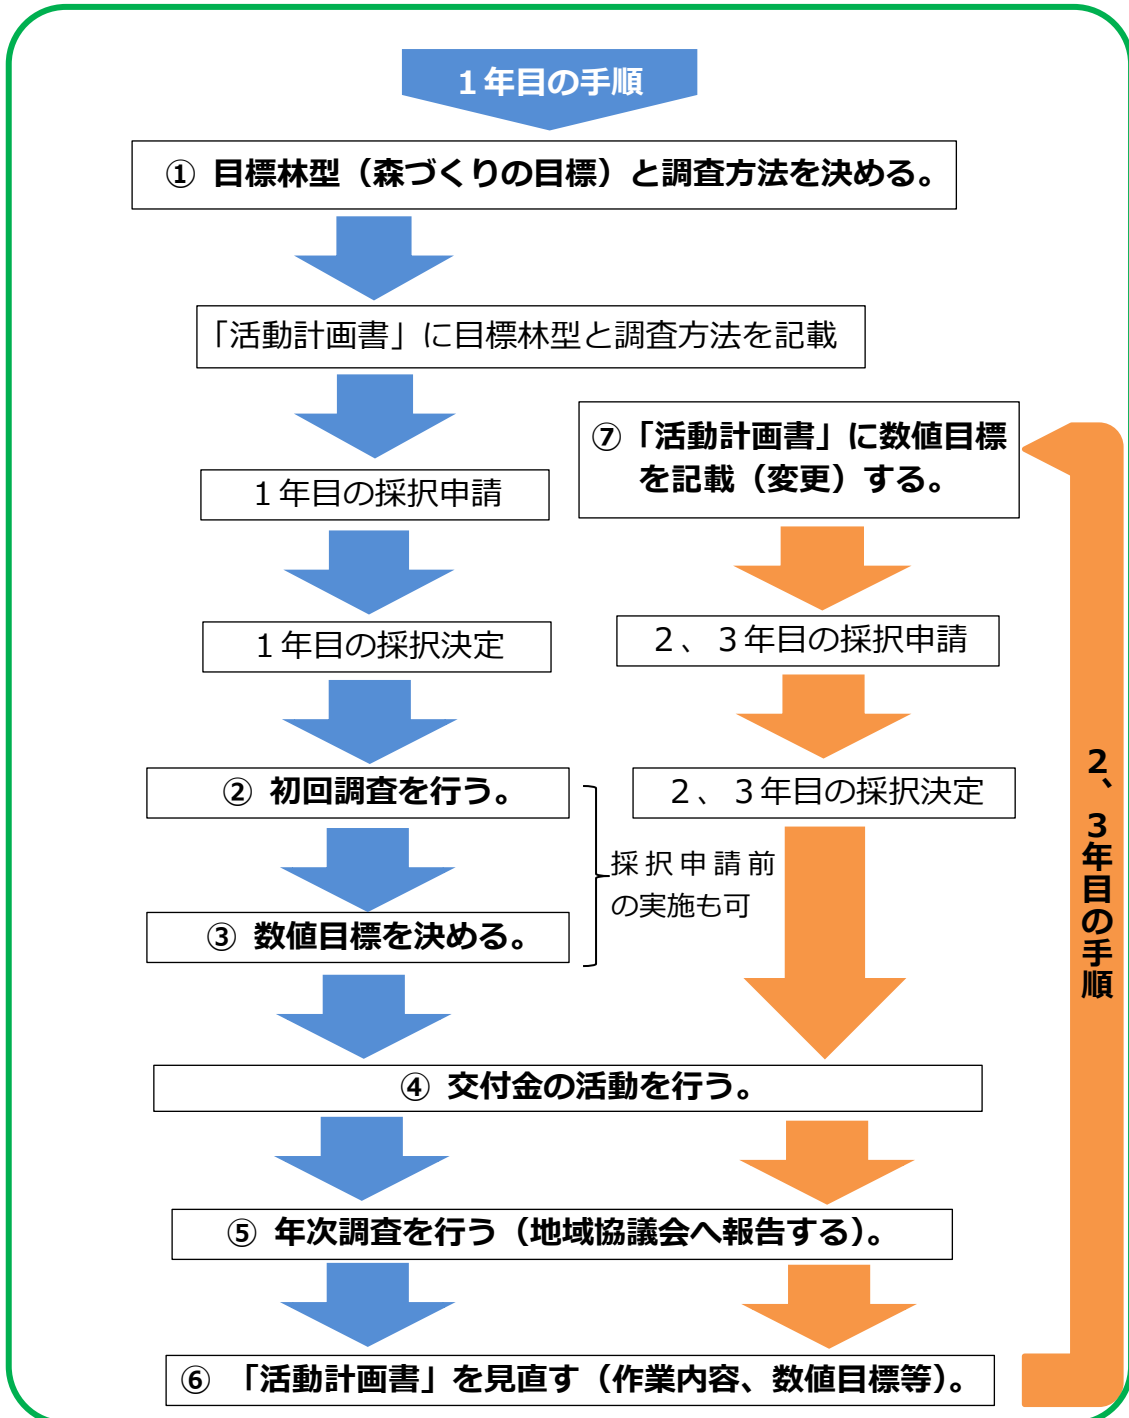 １年目の手順
① 目標林型（森づくりの目標）と調査方法を決める。
「活動計画書」に目標林型と調査方法を記載
１年目の採択申請
１年目の採択決定
② 初回調査を行う。
③ 数値目標を決める。
採択申請前
の実施も可
⑦「活動計画書」に数値目標
を記載（変更）する。
２、３年目の採択申請
２、３年目の採択決定
④ 交付金の活動を行う。
⑤ 年次調査を行う（地域協議会へ報告する）。
⑥ 「活動計画書」を見直す（作業内容、数値目標等）。
２、３年目の手順